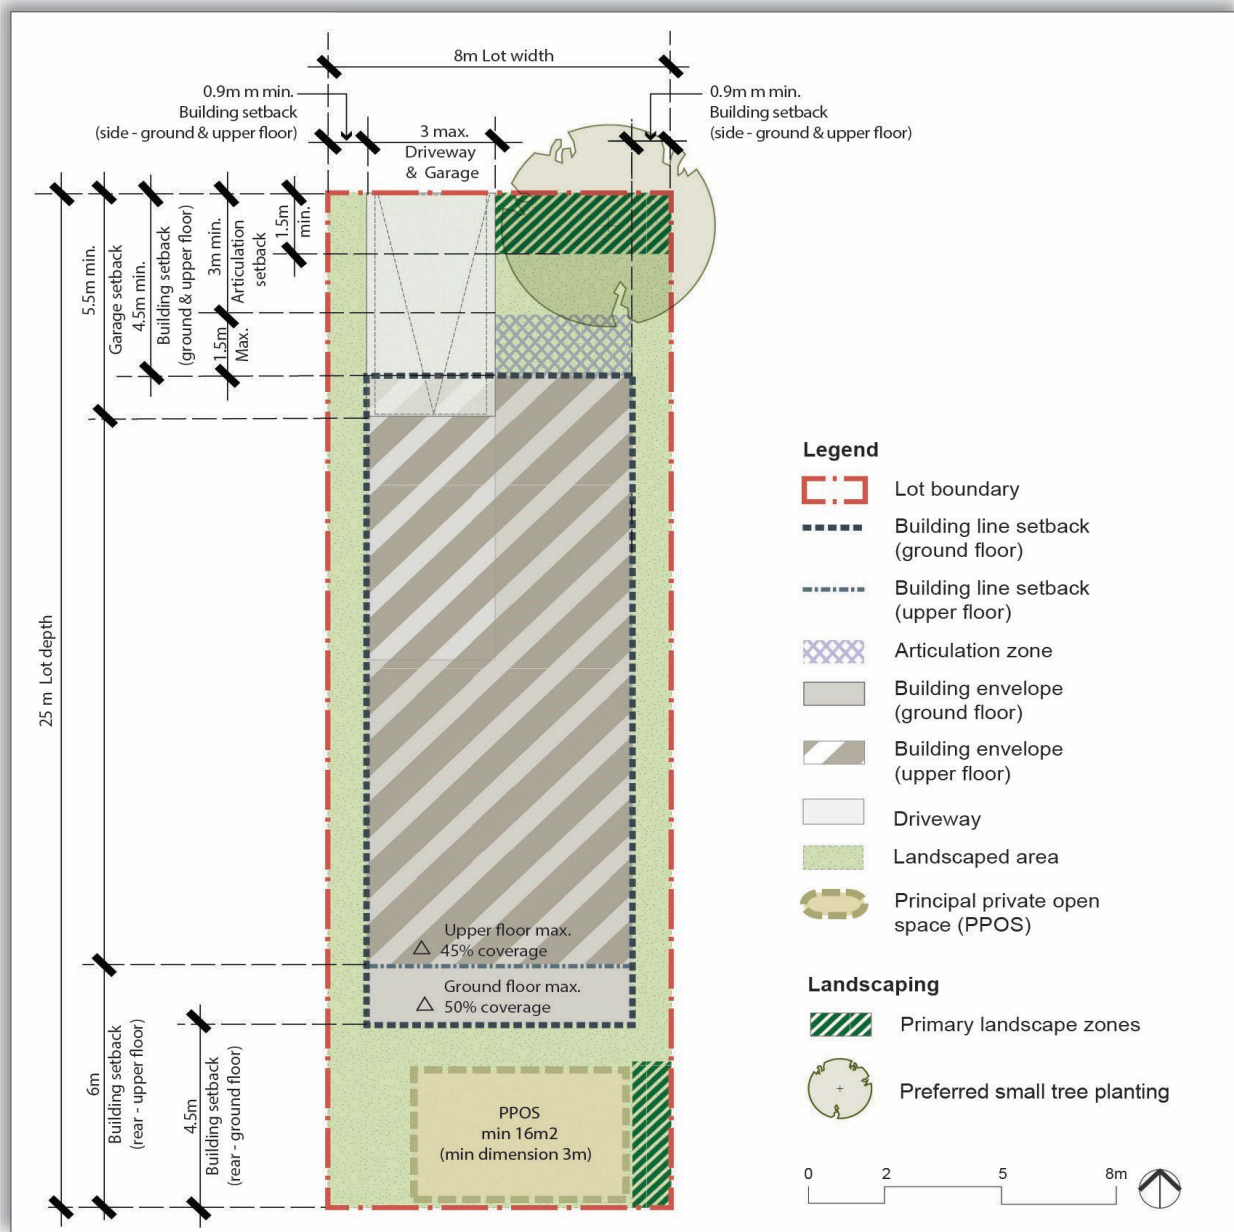 8m Lot width
0.9m m min.
Building setback
(side - ground & upper floor)
3 max.
Driveway
& Garage
0.9m m min.
Building setback
(side - ground & upper floor)
25 m Lot depth
5.5m min.
Garage setback
4.5m min.
Building setback
(ground & upper floor)
3m min.
Articulation
setback
1.5m
Max.
1.5m
min.
Legend
Lot boundary
Building line setback
(ground floor)
Building line setback
(upper floor)
Articulation zone
Building envelope
(ground floor)
Building envelope
(upper floor)
Driveway
Landscaped area
Principal private open
space (PPOS)
Upper floor max.
45% coverage
Ground floor max.
50% coverage
6m
Building setback
(rear - upper floor)
4.5m
Building setback
(rear - ground floor)
PPOS
min 16m2
(min dimension 3m)
Landscaping
Primary landscape zones
Preferred small tree planting
0 2 5 8m